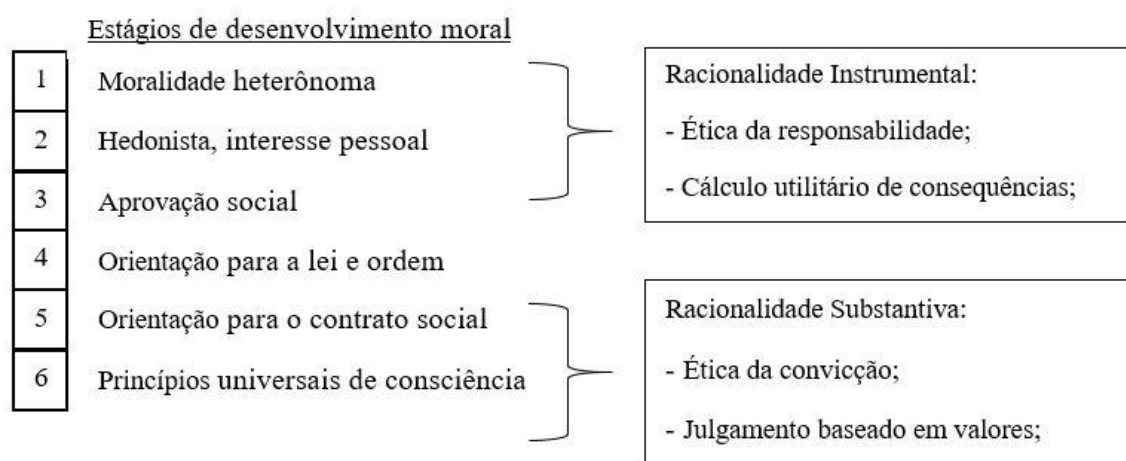 Estágios de desenvolvimento moral
1 Moralidade heterônoma
2 Hedonista, interesse pessoal
3 Aprovação social
4 Orientação para a lei e ordem
5 Orientação para o contrato social
6 Princípios universais de consciência
Racionalidade Instrumental:
- Ética da responsabilidade;
- Cálculo utilitário de consequências;
Racionalidade Substantiva:
- Ética da convicção;
- Julgamento baseado em valores;